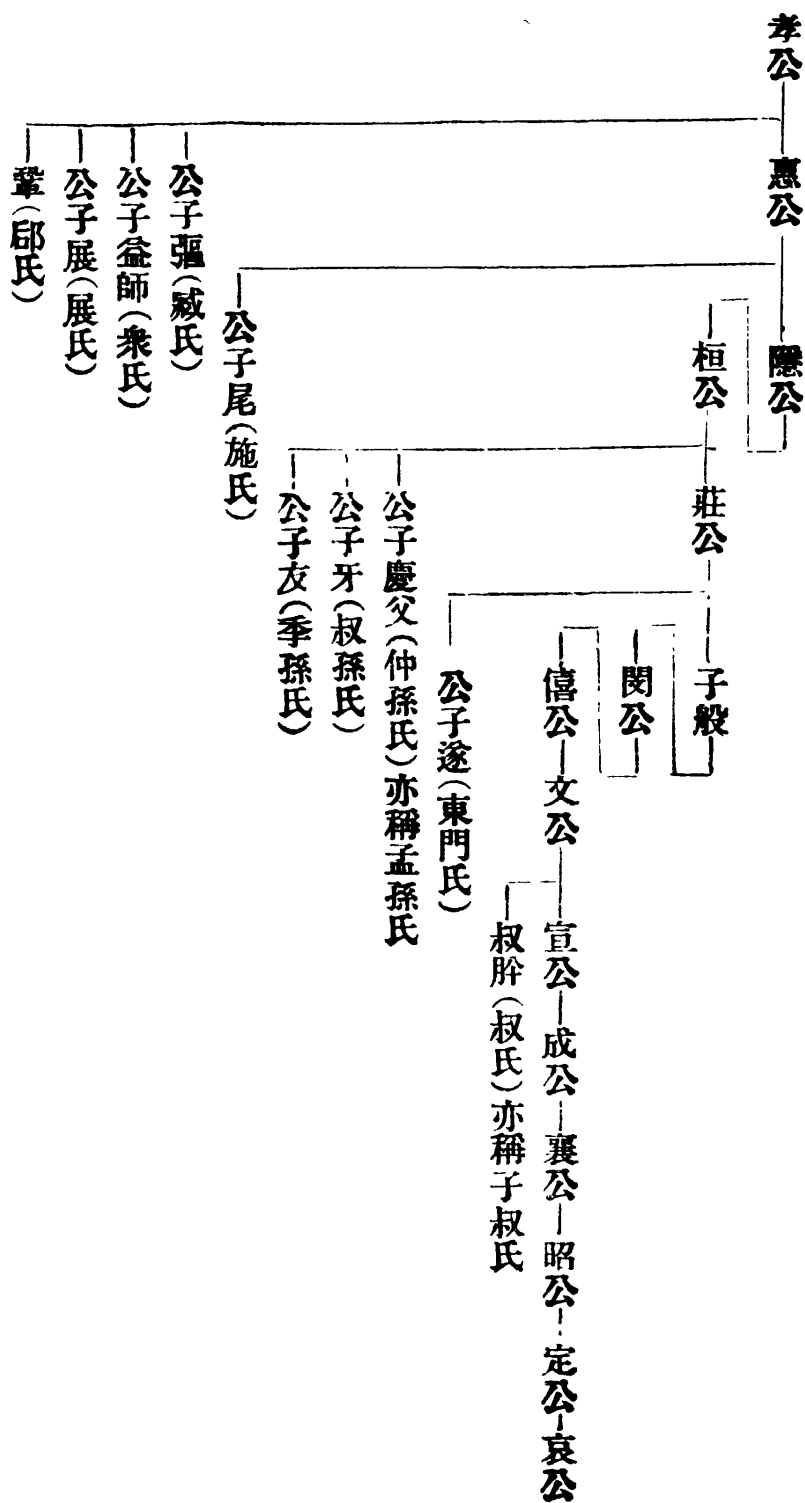 孝公
惠公
隱公
桓公
莊公
子般
閔公
僖公
文公
宣公
成公
襄公
昭公
定公
哀公
叔肸(叔氏)亦稱子叔氏
公子遂(東門氏)
公子慶父(仲孫氏)亦稱孟孫氏
公子牙(叔孫氏)
公子友(季孫氏)
公子尾(施氏)
公子彄(臧氏)
公子益師(衆氏)
公子展(展氏)
鞏(郈氏)